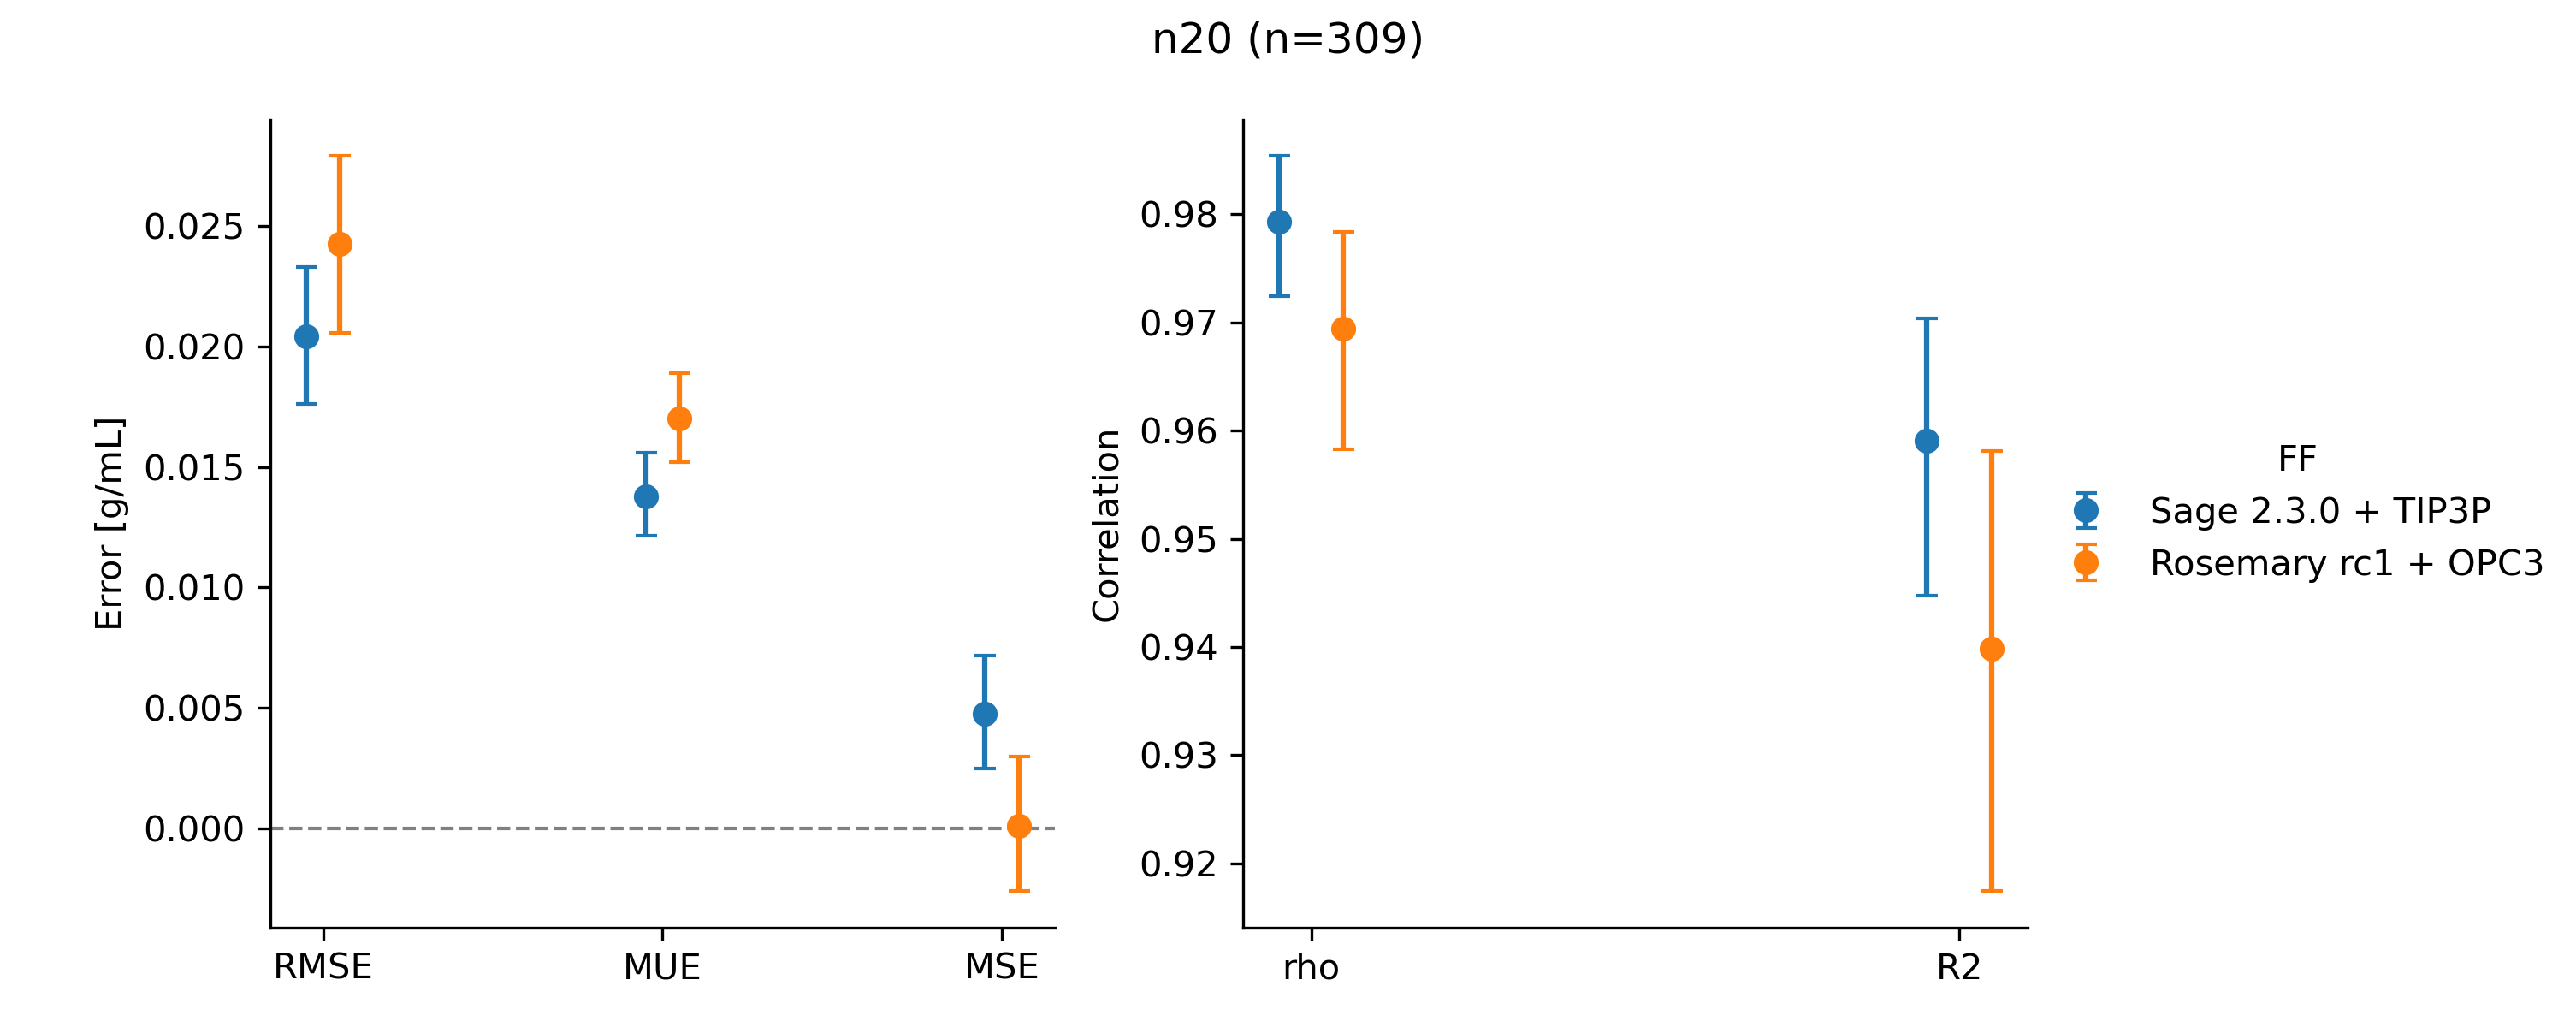 n20 (n=309)
Error [g/mL]
0.025
0.020
0.015
0.010
0.005
0.000
RMSE
MUE
MSE
Correlation
0.98
0.97
0.96
0.95
0.94
0.93
0.92
rho
R2
FF
Sage 2.3.0 + TIP3P
Rosemary rc1 + OPC3